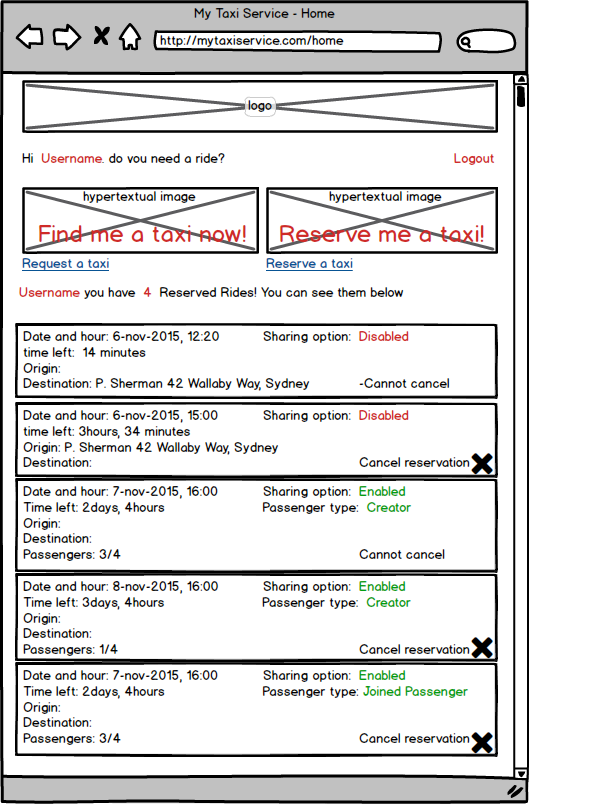 My Taxi Service - Home
http://mytaxiservice.com/home
logo
Hi Username. do you need a ride? Logout
hypertextual image hypertextual image
Find me a taxi now! Reserve me a taxi!
Request a taxi Reserve a taxi
Username you have 4 Reserved Rides! You can see them below
Date and hour: 6-nov-2015, 12:20 Sharing option: Disabled
time left: 14 minutes
Origin:
Destination: P. Sherman 42 Wallaby Way, Sydney -Cannot cancel
Date and hour: 6-nov-2015, 15:00 Sharing option: Disabled
time left: 3hours, 34 minutes
Origin: P. Sherman 42 Wallaby Way, Sydney
Destination: Cancel reservation
Date and hour: 7-nov-2015, 16:00 Sharing option: Enabled
Time left: 2days, 4hours Passenger type: Creator
Origin:
Destination:
Passengers: 3/4 Cannot cancel
Date and hour: 8-nov-2015, 16:00 Sharing option: Enabled
Time left: 3days, 4hours Passenger type: Creator
Origin:
Destination:
Passengers: 1/4 Cancel reservation
Date and hour: 7-nov-2015, 16:00 Sharing option: Enabled
Time left: 2days, 4hours Passenger type: Joined Passenger
Origin:
Destination:
Passengers: 3/4 Cancel reservation